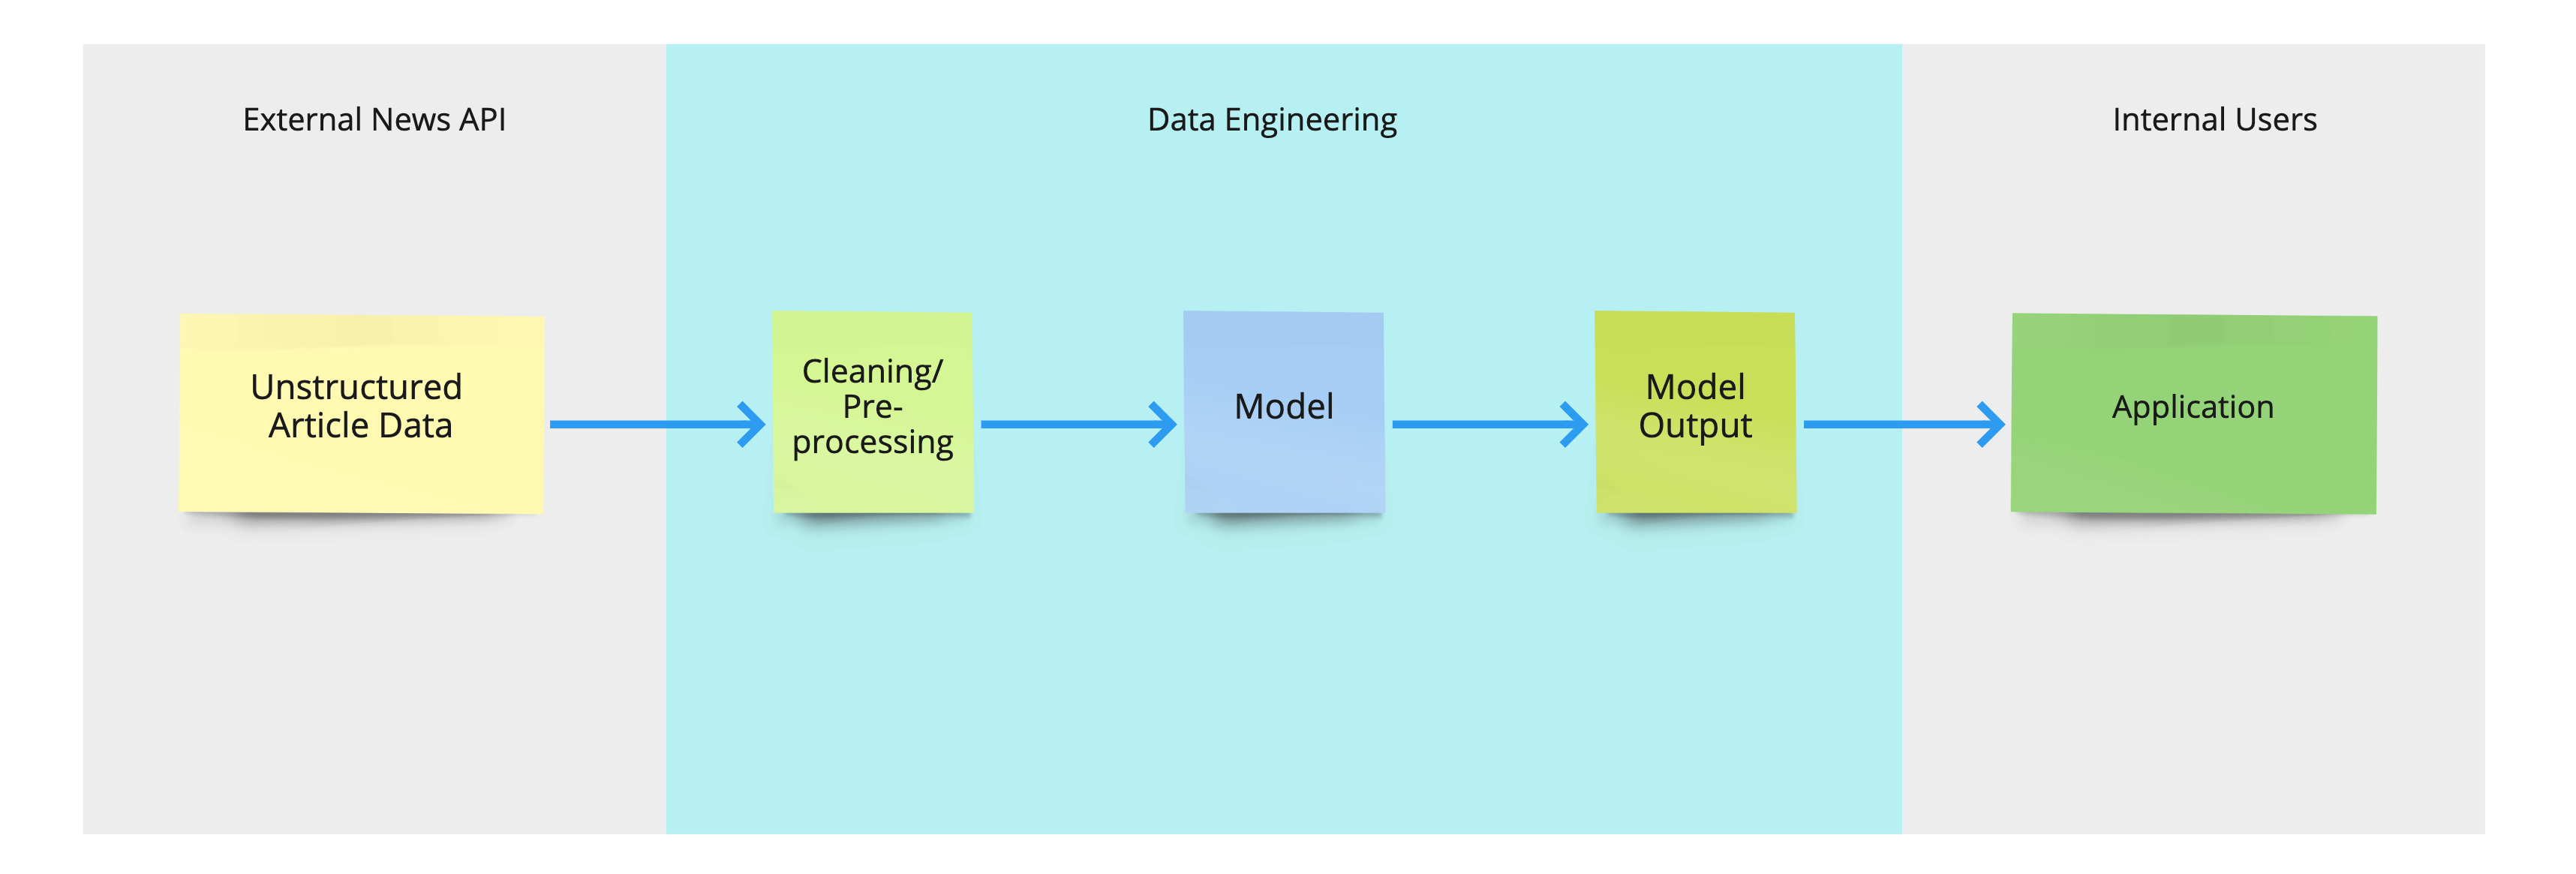 External News API
Data Engineering
Internal Users
Unstructured
Article Data
Cleaning/
Pre-
processing
Model
Model
Output
Application